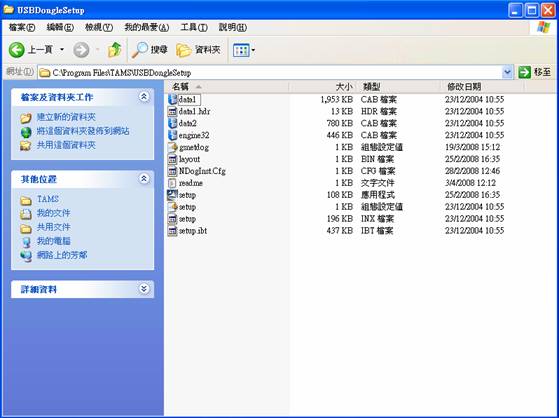 USBDongleSetup
檔案(F) 編輯(E) 檢視(V) 我的最愛(A) 工具(T) 說明(H)
上一頁 搜尋 資料夾
網址(D) C:\Program Files\TAMS\USBDongleSetup 移至
檔案及資料夾工作
建立新的資料夾
將這個資料夾發佈到網站
共用這個資料夾
其他位置
TAMS
我的文件
共用文件
我的電腦
網路上的芳鄰
詳細資料
名稱 大小 類型 修改日期
data1 1,953 KB CAB 檔案 23/12/2004 10:55
data1.hdr 13 KB HDR 檔案 23/12/2004 10:55
data2 780 KB CAB 檔案 23/12/2004 10:55
engine32 446 KB CAB 檔案 23/12/2004 10:55
gmetdog 1 KB 組態設定值 19/3/2008 15:12
layout 1 KB BIN 檔案 25/2/2008 16:35
NDogInst.Cfg 1 KB CFG 檔案 28/2/2008 12:46
readme 1 KB 文字文件 3/4/2008 12:12
setup 108 KB 應用程式 25/2/2008 16:35
setup 1 KB 組態設定值 23/12/2004 10:55
setup 196 KB INX 檔案 23/12/2004 10:55
setup.ibt 437 KB IBT 檔案 23/12/2004 10:55